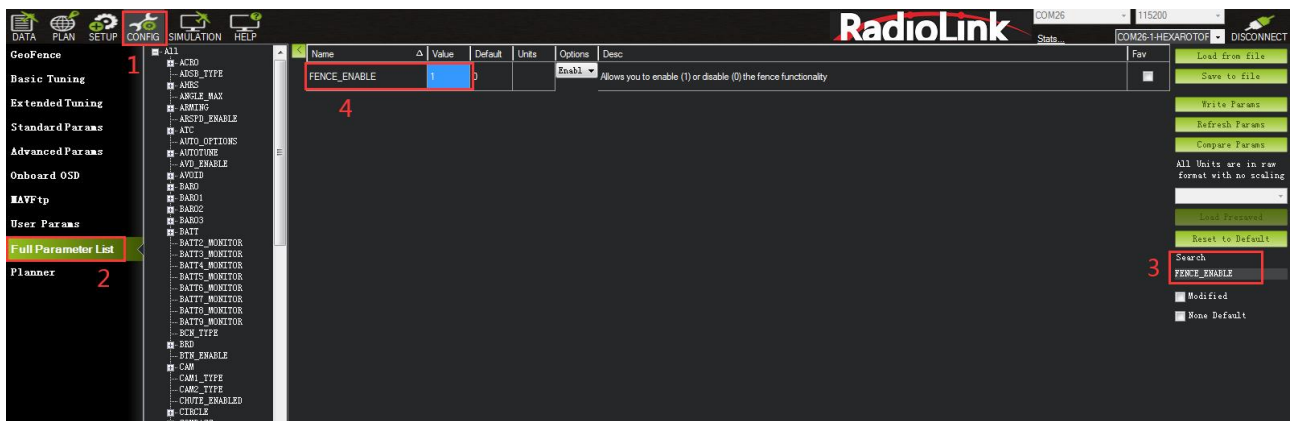 DATA
PLAN
SETUP
CONFIG
SIMULATION
HELP
RadioLink
COM26
115200
Stats...
COM26-1-HEXAROTOF
DISCONNECT
GeoFence
Basic Tuning
Extended Tuning
Standard Params
Advanced Params
Onboard OSD
MAVFtp
User Params
Full Parameter List
Planner
1
2
All
ACRO
ADSB_TYPE
AHRS
ANGLE_MAX
ARMING
ARSPD_ENABLE
ATC
AUTO_OPTIONS
AUTOTUNE
AVD_ENABLE
AVOID
BARO
BARO1
BARO2
BARO3
BATT
BATT2_MONITOR
BATT3_MONITOR
BATT4_MONITOR
BATT5_MONITOR
BATT6_MONITOR
BATT7_MONITOR
BATT8_MONITOR
BATT9_MONITOR
BCN_TYPE
BRD
BTN_ENABLE
CAM
CAM1_TYPE
CAM2_TYPE
CHUTE_ENABLED
CIRCLE
Name Value Default Units Options Desc Fav
FENCE_ENABLE 1 0 Enabl Allows you to enable (1) or disable (0) the fence functionality
4
Load from file
Save to file
Write Params
Refresh Params
Compare Params
All Units are in raw
format with no scaling
Load Presaved
Reset to Default
3
Search
FENCE_ENABLE
Modified
None Default